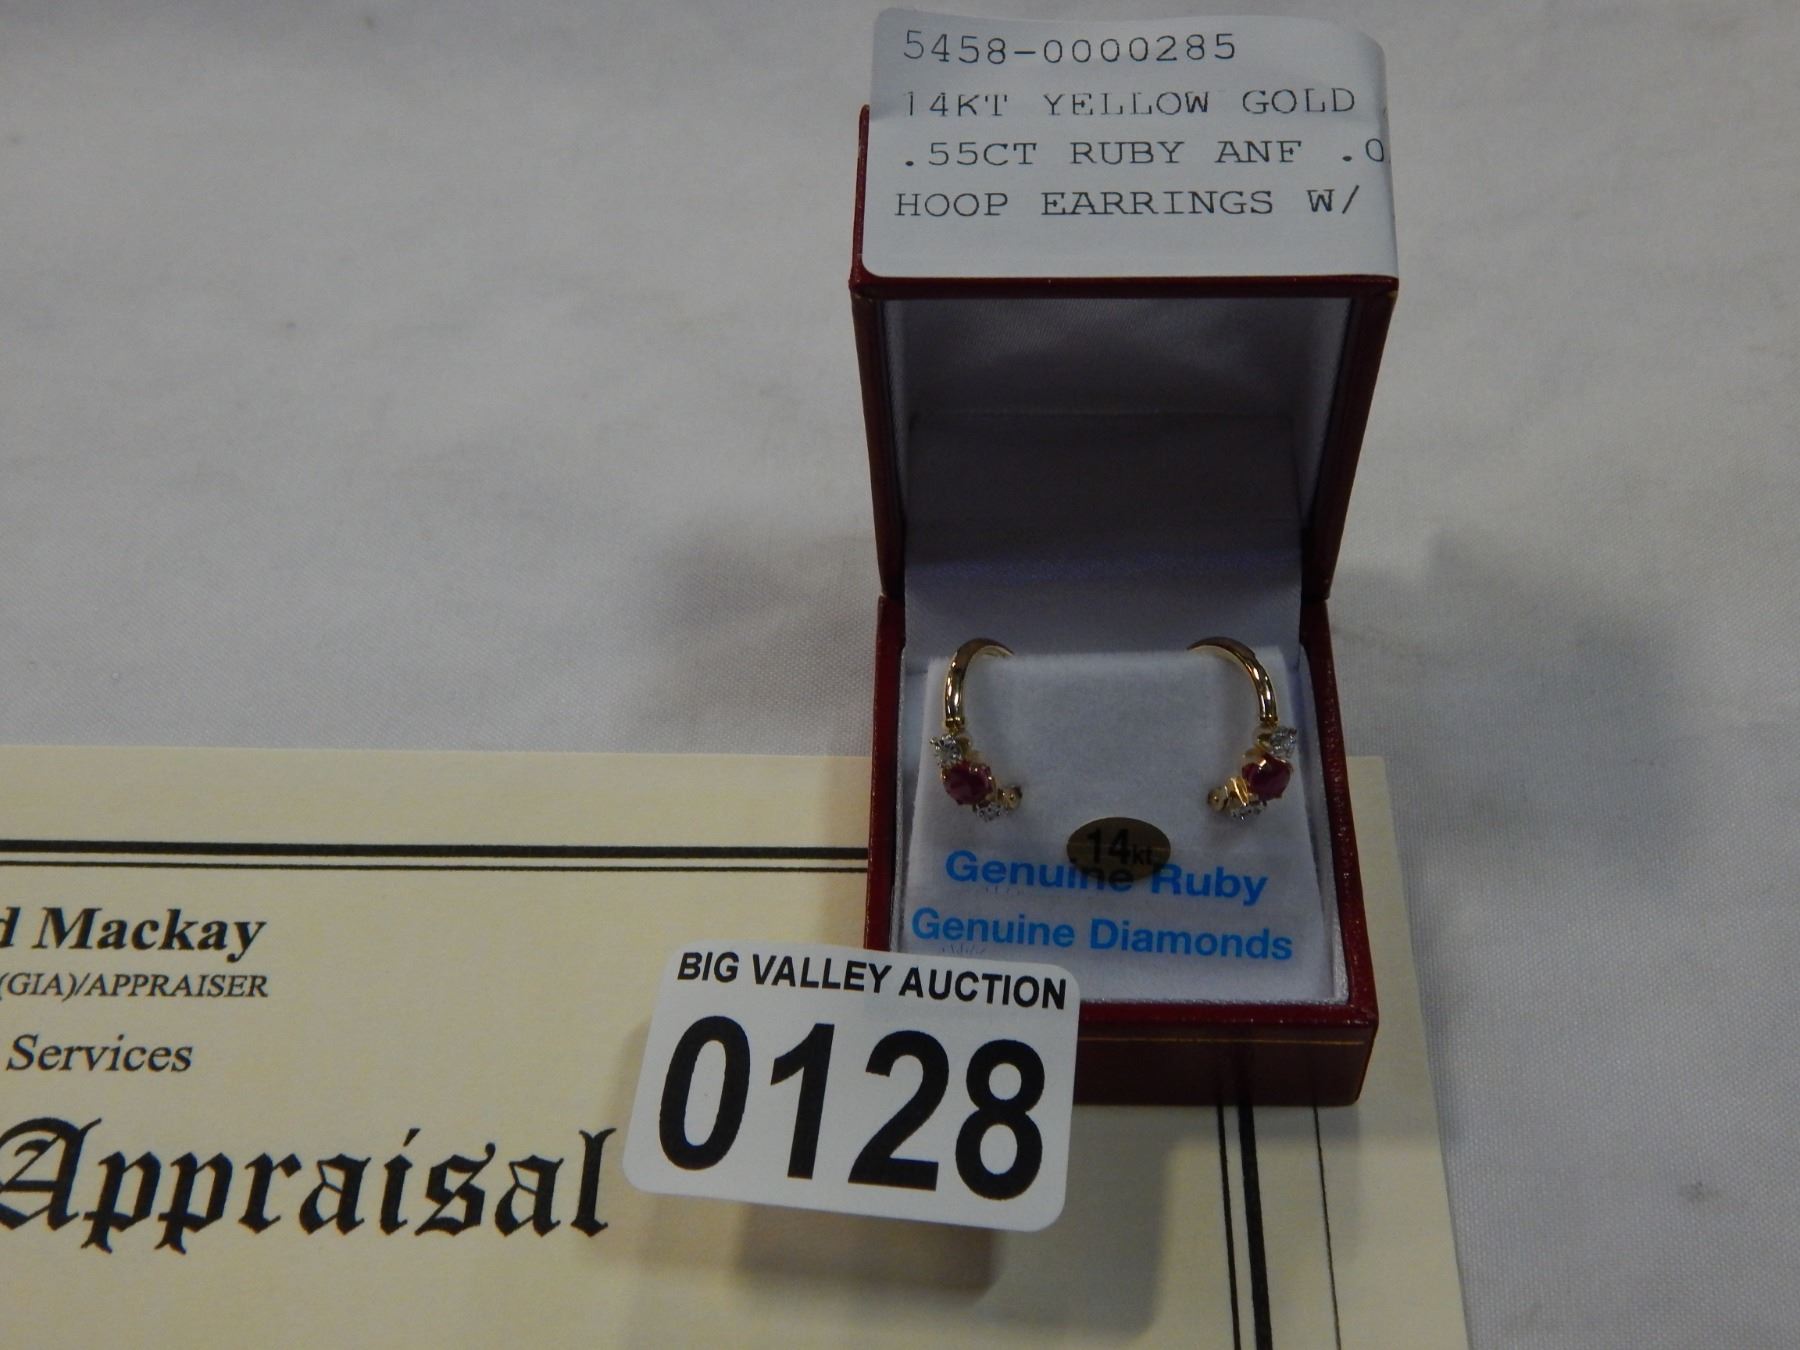 5458-0000285
14KT YELLOW GOLD
.55CT RUBY ANF .0
HOOP EARRINGS W/
14kt
Genuine Ruby
Genuine Diamonds
d Mackay
(GIA)/APPRAISER
Services
Appraisal
BIG VALLEY AUCTION
0128